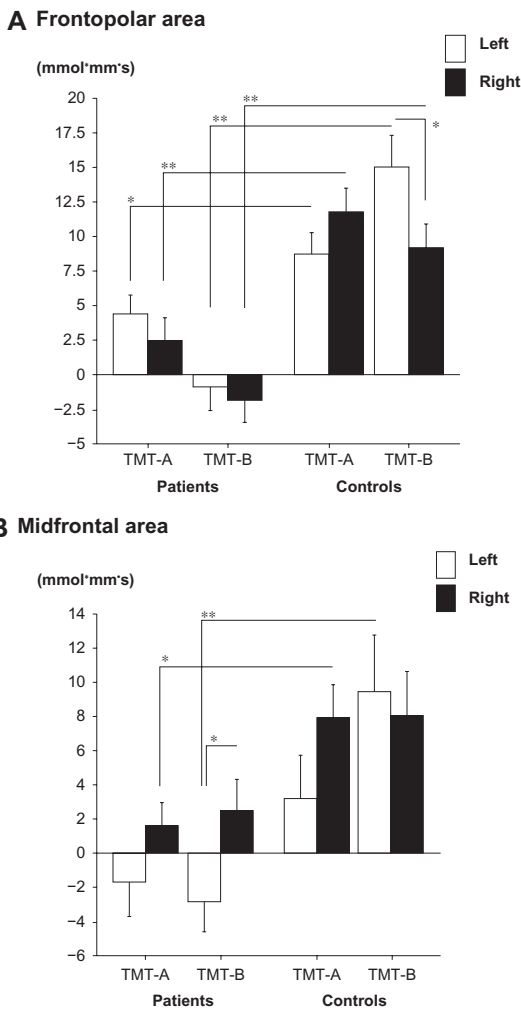 A Frontopolar area
Left
Right
(mmol*mm*s)
20
17.5
15
12.5
10
7.5
5
2.5
0
−2.5
−5
*
**
**
**
*
TMT-A TMT-B TMT-A TMT-B
Patients Controls
B Midfrontal area
Left
Right
(mmol*mm*s)
14
12
10
8
6
4
2
0
−2
−4
−6
*
**
*
TMT-A TMT-B TMT-A TMT-B
Patients Controls